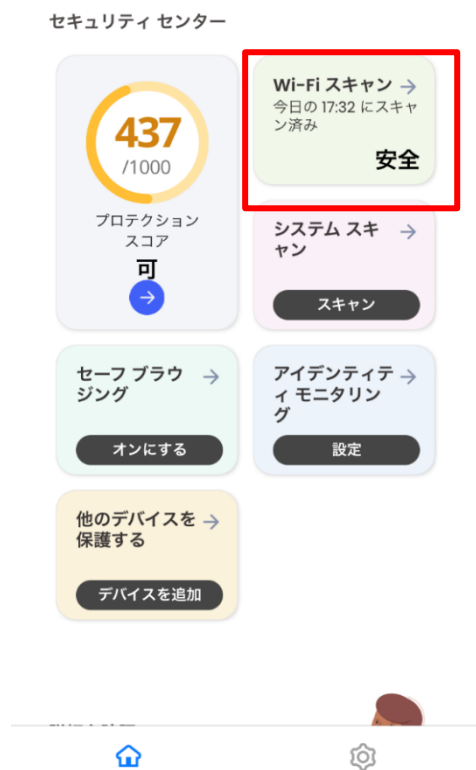 セキュリティ センター
437
/1000
プロテクション
スコア
可
Wi-Fi スキャン
今日の 17:32 にスキャ
ン済み
安全
システム スキ
ャン
スキャン
セーフ ブラウ
ジング
オンにする
アイデンティテ
ィ モニタリン
グ
設定
他のデバイスを
保護する
デバイスを追加